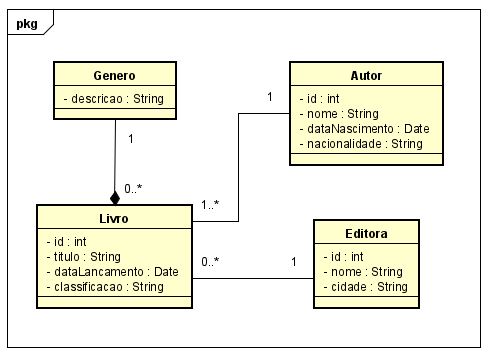 pkg
Genero
- descricao : String
Autor
- id : int
- nome : String
- dataNascimento : Date
- nacionalidade : String
1
1
0..*
1..*
Livro
- id : int
- titulo : String
- dataLancamento : Date
- classificacao : String
0..*
1
Editora
- id : int
- nome : String
- cidade : String